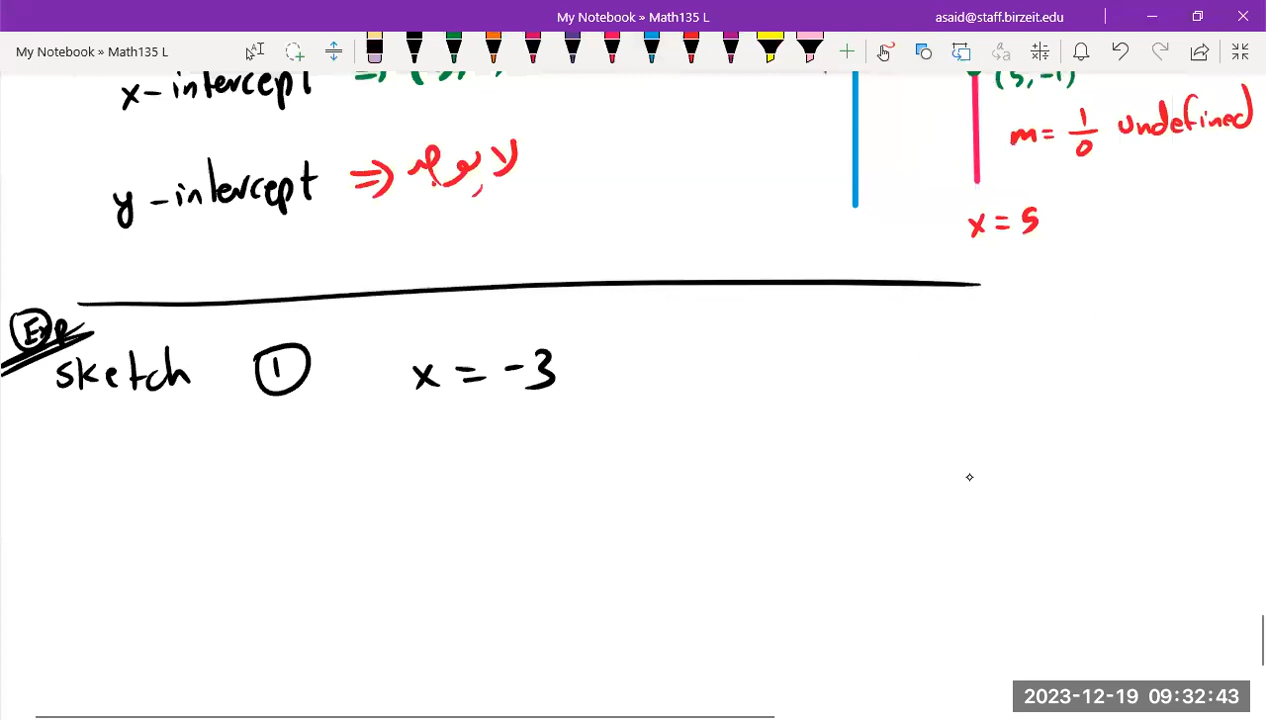 My Notebook » Math135 L
asaid@staff.birzeit.edu
My Notebook » Math135 L
x-intercept ⇒
(5, -1)
m = 1/0 undefined
y-intercept ⇒ لا يوجد
x = 5
Exp
sketch ① x = -3
2023-12-19 09:32:43